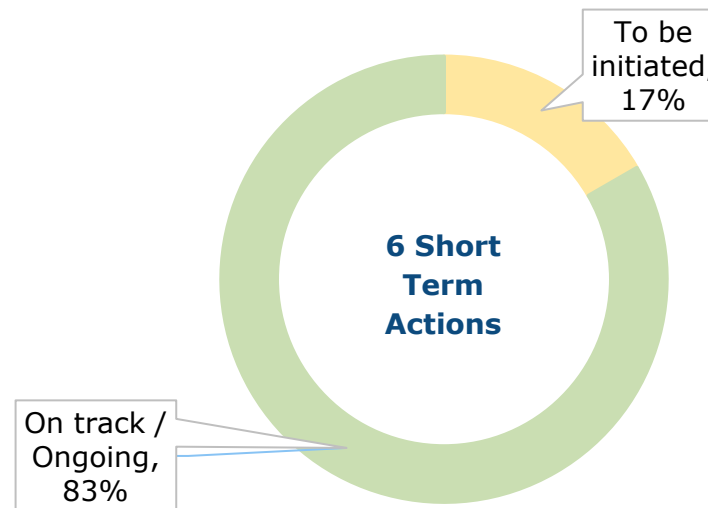 To be
initiated,
17%
6 Short
Term
Actions
On track /
Ongoing,
83%